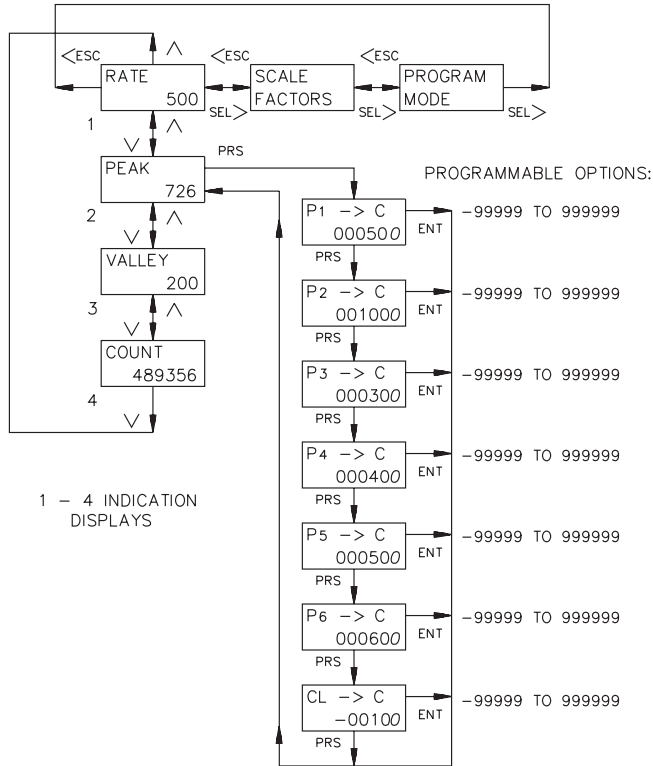 <ESC
<ESC
<ESC
RATE
500
SCALE
FACTORS
PROGRAM
MODE
SEL>
SEL>
SEL>
1
PEAK
726
PRS
PROGRAMMABLE OPTIONS:
2
VALLEY
200
3
COUNT
489356
4
1 – 4 INDICATION
DISPLAYS
P1 -> C
000500
ENT
-99999 TO 999999
PRS
P2 -> C
001000
ENT
-99999 TO 999999
PRS
P3 -> C
000300
ENT
-99999 TO 999999
PRS
P4 -> C
000400
ENT
-99999 TO 999999
PRS
P5 -> C
000500
ENT
-99999 TO 999999
PRS
P6 -> C
000600
ENT
-99999 TO 999999
PRS
CL -> C
-00100
ENT
-99999 TO 999999
PRS